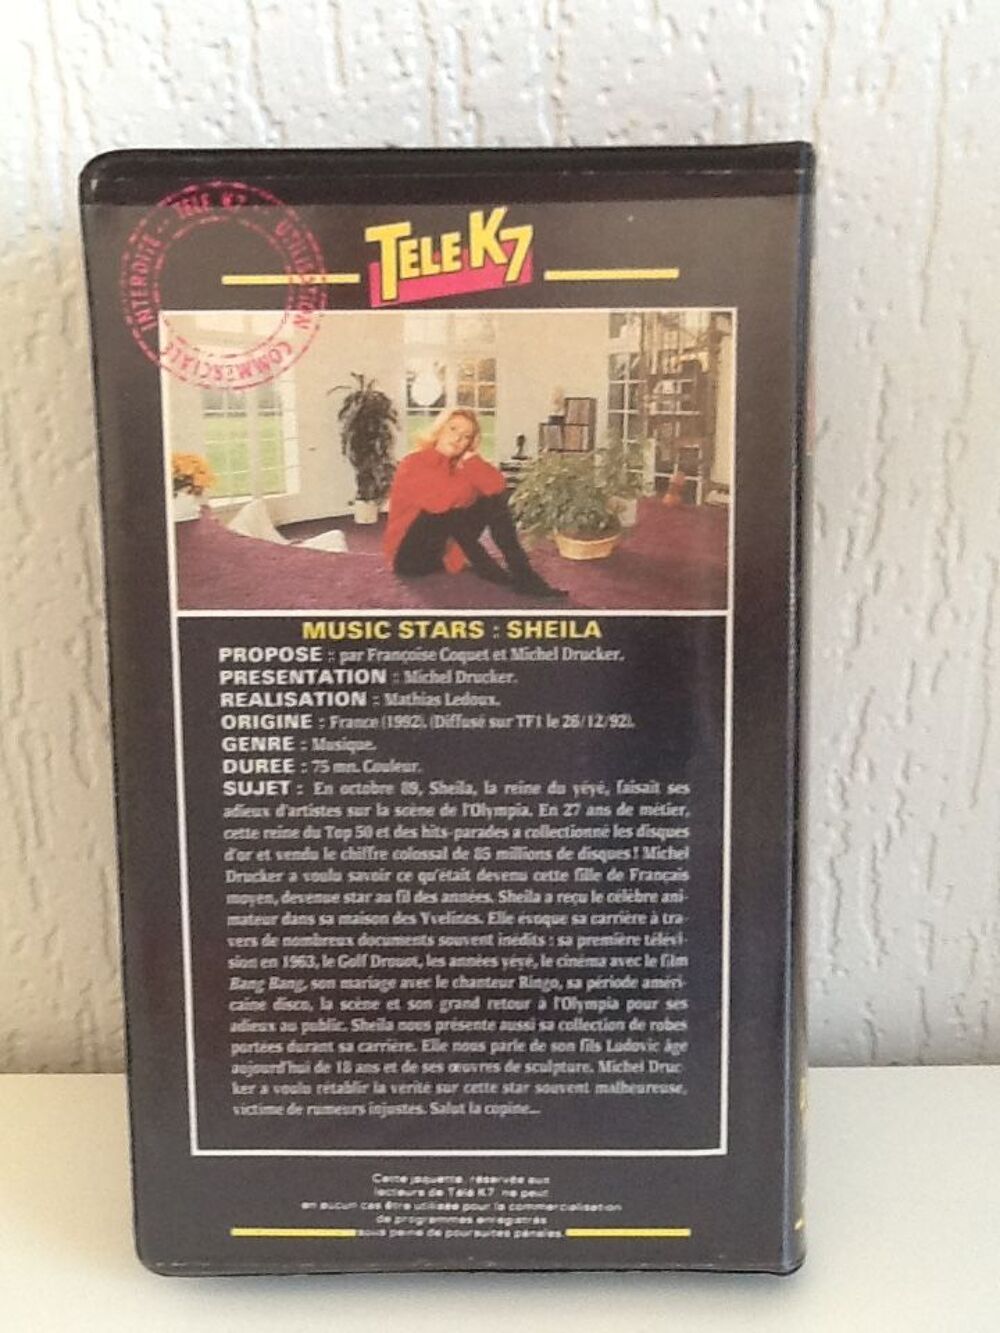 TELE K7 UTILISATION COMMERCIALE INTERDITE
TELE K7
MUSIC STARS : SHEILA
PROPOSE : par Françoise Coquet et Michel Drucker.
PRESENTATION : Michel Drucker.
REALISATION : Mathias Ledoux.
ORIGINE : France (1992). (Diffusé sur TF1 le 26/12/92).
GENRE : Musique.
DUREE : 75 mn. Couleur.
SUJET : En octobre 89, Sheila, la reine du yéyé, faisait ses
adieux d'artistes sur la scène de l'Olympia. En 27 ans de métier,
cette reine du Top 50 et des hits-parades a collectionné les disques
d'or et vendu le chiffre colossal de 85 millions de disques! Michel
Drucker a voulu savoir ce qu'était devenu cette fille de Français
moyen, devenue star au fil des années. Sheila a reçu le célèbre ani-
mateur dans sa maison des Yvelines. Elle évoque sa carrière à tra-
vers de nombreux documents souvent inédits : sa première télévi-
sion en 1963, le Golf Drouot, les années yéyé, le cinéma avec le film
Bang Bang, son mariage avec le chanteur Ringo, sa période améri-
caine disco, la scène et son grand retour à l'Olympia pour ses
adieux au public. Sheila nous présente aussi sa collection de robes
portées durant sa carrière. Elle nous parle de son fils Ludovic âgé
aujourd'hui de 18 ans et de ses œuvres de sculpture. Michel Druc
ker a voulu rétablir la vérité sur cette star souvent malheureuse,
victime de rumeurs injustes. Salut la copine...
Cette jaquette, réservée aux
lecteurs de Télé K7 ne peut
en aucun cas être utilisée pour la commercialisation
de programmes enregistrés
sous peine de poursuites pénales.